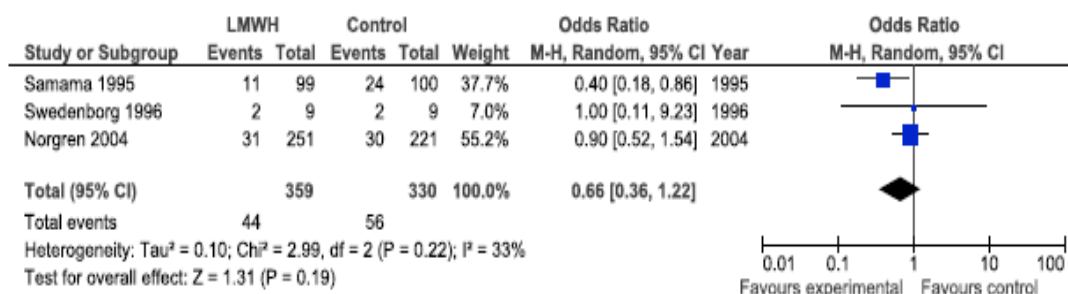 LMWH Control Odds Ratio Odds Ratio
Study or Subgroup Events Total Events Total Weight M-H, Random, 95% CI Year M-H, Random, 95% CI
Samama 1995 11 99 24 100 37.7% 0.40 [0.18, 0.86] 1995
Swedenborg 1996 2 9 2 9 7.0% 1.00 [0.11, 9.23] 1996
Norgren 2004 31 251 30 221 55.2% 0.90 [0.52, 1.54] 2004
Total (95% CI) 359 330 100.0% 0.66 [0.36, 1.22]
Total events 44 56
Heterogeneity: Tau² = 0.10; Chi² = 2.99, df = 2 (P = 0.22); I² = 33%
Test for overall effect: Z = 1.31 (P = 0.19)
0.01 0.1 1 10 100
Favours experimental Favours control